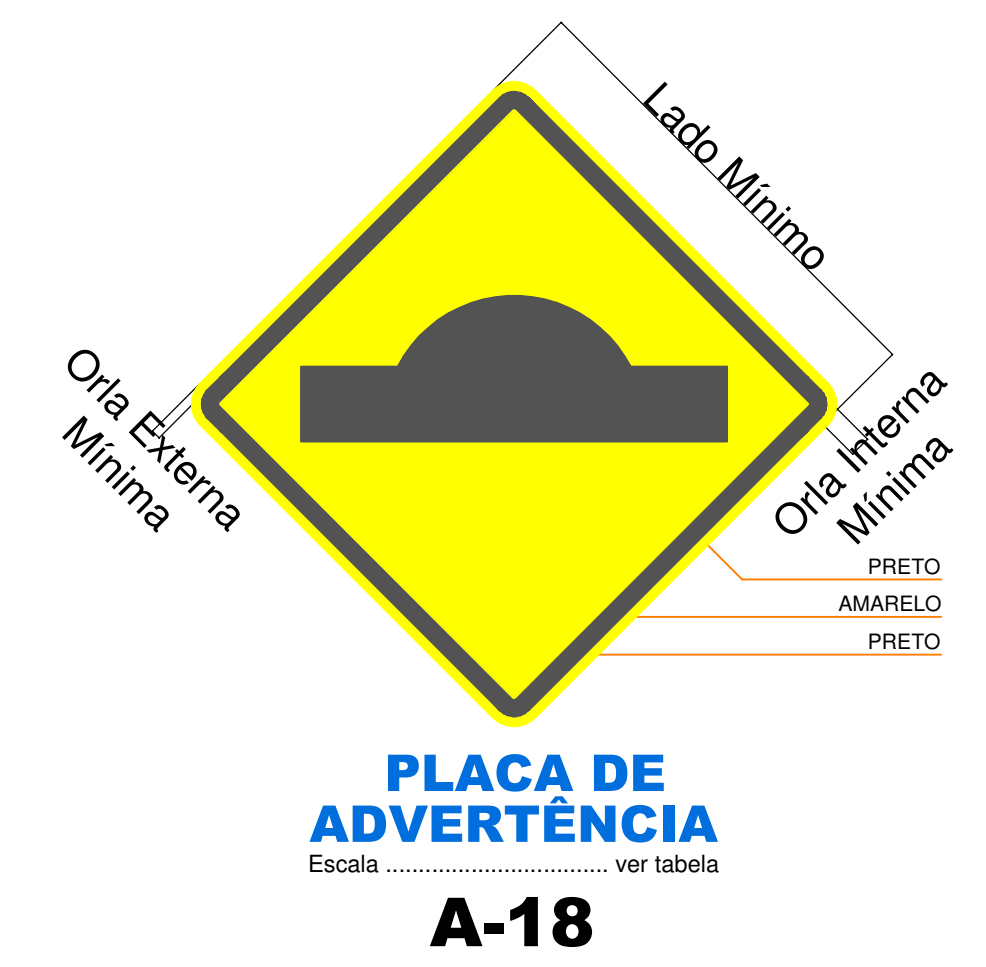 Lado Mínimo
Orla Externa
Mínima
Orla Interna
Mínima
PRETO
AMARELO
PRETO
PLACA DE
ADVERTÊNCIA
Escala .................................. ver tabela
A-18